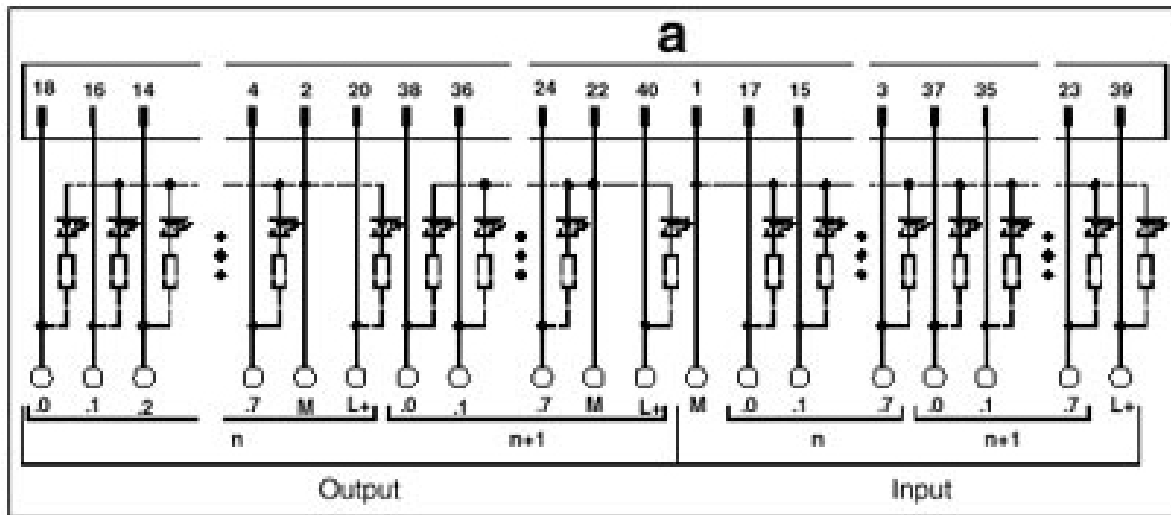 a
18 16 14 4 2 20 38 36 24 22 40 1 17 15 3 37 35 23 39
.0 .1 .2 .7 M L+ .0 .1 .7 M L+ M .0 .1 .7 .0 .1 .7 L+
n n+1 n n+1
Output Input